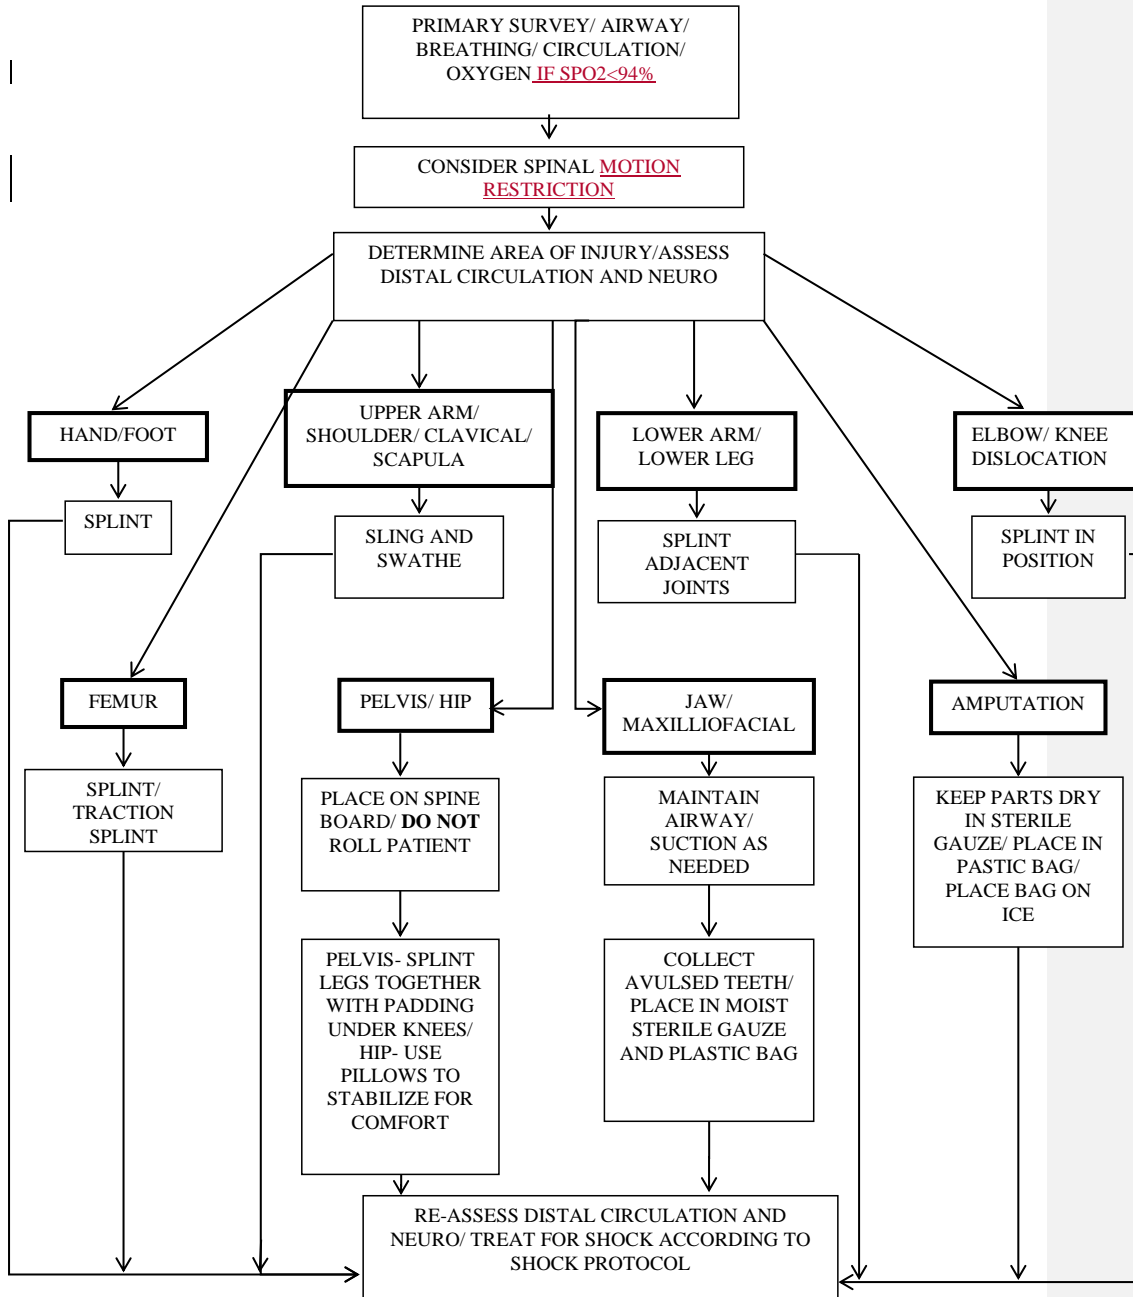 PRIMARY SURVEY/ AIRWAY/
BREATHING/ CIRCULATION/
OXYGEN IF SPO2<94%
CONSIDER SPINAL MOTION
RESTRICTION
DETERMINE AREA OF INJURY/ASSESS
DISTAL CIRCULATION AND NEURO
HAND/FOOT
UPPER ARM/
SHOULDER/ CLAVICAL/
SCAPULA
LOWER ARM/
LOWER LEG
ELBOW/ KNEE
DISLOCATION
SPLINT
SLING AND
SWATHE
SPLINT
ADJACENT
JOINTS
SPLINT IN
POSITION
FEMUR
PELVIS/ HIP
JAW/
MAXILLIOFACIAL
AMPUTATION
SPLINT/
TRACTION
SPLINT
PLACE ON SPINE
BOARD/ DO NOT
ROLL PATIENT
MAINTAIN
AIRWAY/
SUCTION AS
NEEDED
KEEP PARTS DRY
IN STERILE
GAUZE/ PLACE IN
PASTIC BAG/
PLACE BAG ON
ICE
PELVIS- SPLINT
LEGS TOGETHER
WITH PADDING
UNDER KNEES/
HIP- USE
PILLOWS TO
STABILIZE FOR
COMFORT
COLLECT
AVULSED TEETH/
PLACE IN MOIST
STERILE GAUZE
AND PLASTIC BAG
RE-ASSESS DISTAL CIRCULATION AND
NEURO/ TREAT FOR SHOCK ACCORDING TO
SHOCK PROTOCOL